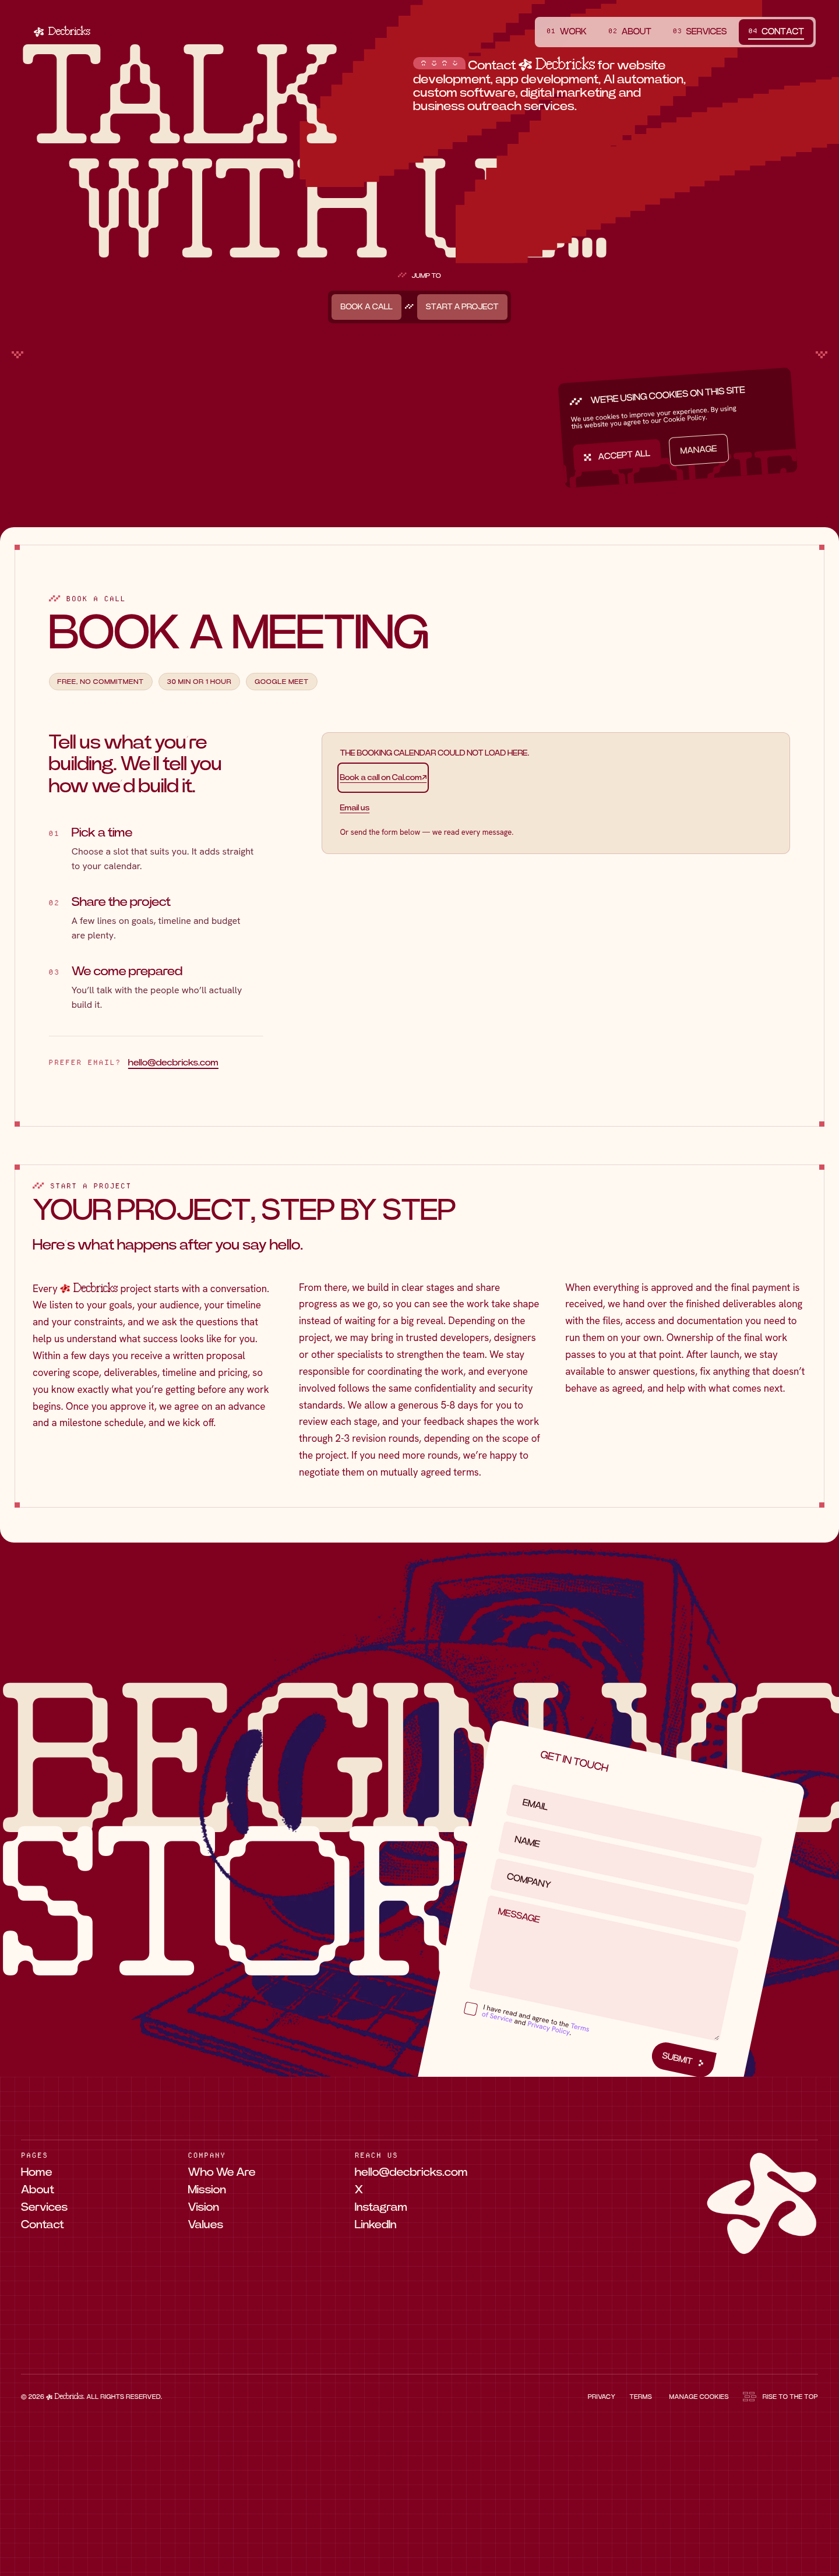 Decbricks
01 WORK
02 ABOUT
03 SERVICES
04 CONTACT
TALK
WITH U
Contact Decbricks for website
development, app development, AI automation,
custom software, digital marketing and
business outreach services.
JUMP TO
BOOK A CALL
START A PROJECT
WE'RE USING COOKIES ON THIS SITE
We use cookies to improve your experience. By using
this website you agree to our Cookie Policy.
ACCEPT ALL
MANAGE
BOOK A CALL
BOOK A MEETING
FREE, NO COMMITMENT
30 MIN OR 1 HOUR
GOOGLE MEET
Tell us what you're
building. We'll tell you
how we'd build it.
01 Pick a time
Choose a slot that suits you. It adds straight
to your calendar.
02 Share the project
A few lines on goals, timeline and budget
are plenty.
03 We come prepared
You'll talk with the people who'll actually
build it.
PREFER EMAIL? hello@decbricks.com
THE BOOKING CALENDAR COULD NOT LOAD HERE.
Book a call on Cal.com↗
Email us
Or send the form below — we read every message.
START A PROJECT
YOUR PROJECT, STEP BY STEP
Here's what happens after you say hello.
Every Decbricks project starts with a conversation.
We listen to your goals, your audience, your timeline
and your constraints, and we ask the questions that
help us understand what success looks like for you.
Within a few days you receive a written proposal
covering scope, deliverables, timeline and pricing, so
you know exactly what you're getting before any work
begins. Once you approve it, we agree on an advance
and a milestone schedule, and we kick off.
From there, we build in clear stages and share
progress as we go, so you can see the work take shape
instead of waiting for a big reveal. Depending on the
project, we may bring in trusted developers, designers
or other specialists to strengthen the team. We stay
responsible for coordinating the work, and everyone
involved follows the same confidentiality and security
standards. We allow a generous 5-8 days for you to
review each stage, and your feedback shapes the work
through 2-3 revision rounds, depending on the scope of
the project. If you need more rounds, we're happy to
negotiate them on mutually agreed terms.
When everything is approved and the final payment is
received, we hand over the finished deliverables along
with the files, access and documentation you need to
run them on your own. Ownership of the final work
passes to you at that point. After launch, we stay
available to answer questions, fix anything that doesn't
behave as agreed, and help with what comes next.
BEGIN
STOR
GET IN TOUCH
EMAIL
NAME
COMPANY
MESSAGE
I have read and agree to the Terms
of Service and Privacy Policy.
SUBMIT
PAGES
Home
About
Services
Contact
COMPANY
Who We Are
Mission
Vision
Values
REACH US
hello@decbricks.com
X
Instagram
LinkedIn
© 2026 Decbricks. ALL RIGHTS RESERVED.
PRIVACY
TERMS
MANAGE COOKIES
RISE TO THE TOP